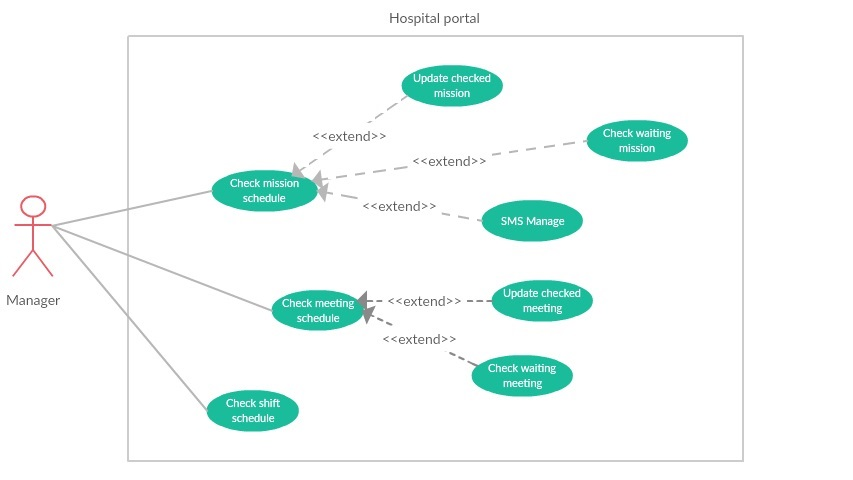 Hospital portal
Update checked
mission
<<extend>>
Check waiting
mission
<<extend>>
Check mission
schedule
<<extend>>
SMS Manage
Manager
Check meeting
schedule
<<extend>>
Update checked
meeting
<<extend>>
Check waiting
meeting
Check shift
schedule